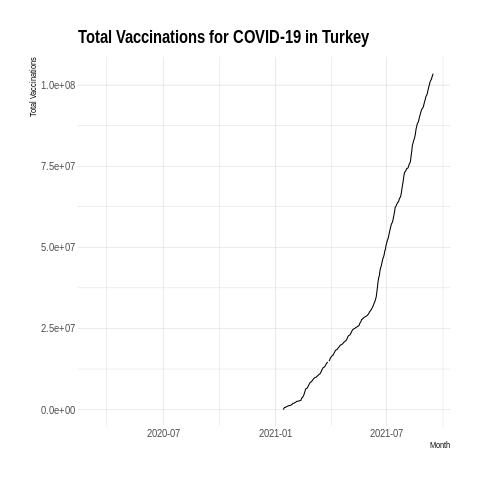 Total Vaccinations for COVID-19 in Turkey
Total Vaccinations
1.0e+08
7.5e+07
5.0e+07
2.5e+07
0.0e+00
2020-07
2021-01
2021-07
Month